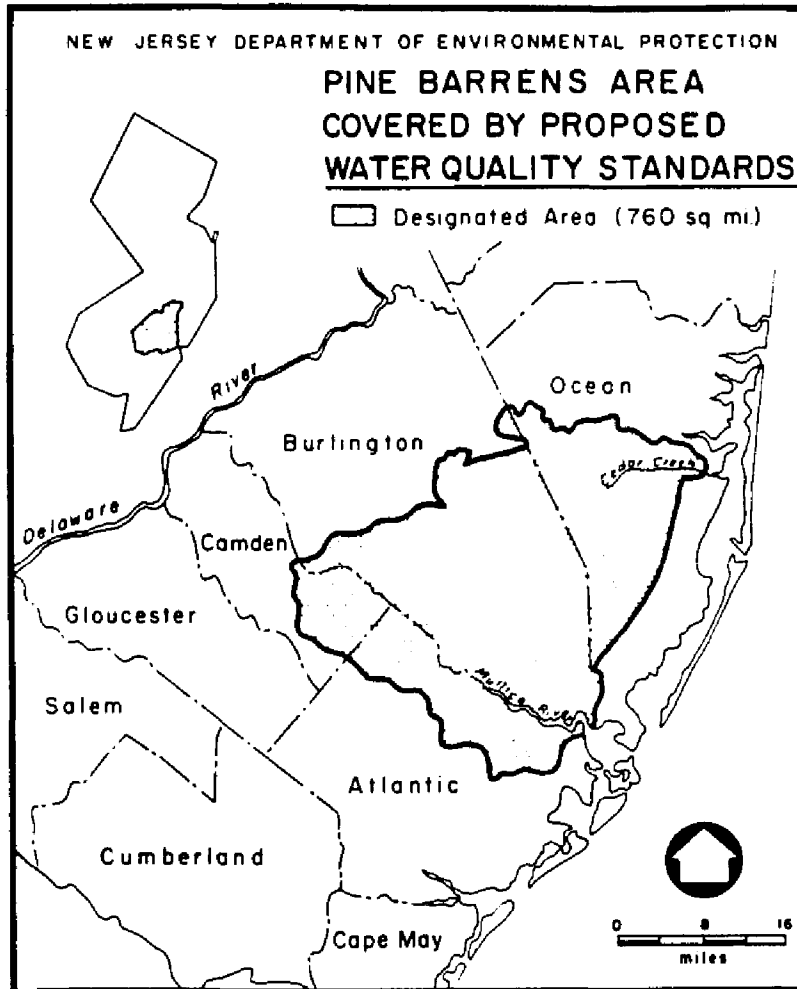 NEW JERSEY DEPARTMENT OF ENVIRONMENTAL PROTECTION
PINE BARRENS AREA
COVERED BY PROPOSED
WATER QUALITY STANDARDS
Designated Area (760 sq mi.)
Ocean
River
Burlington
Cedar Creek
Delaware
Camden
Gloucester
Mullica River
Salem
Atlantic
Cumberland
Cape May
0 8 16
miles